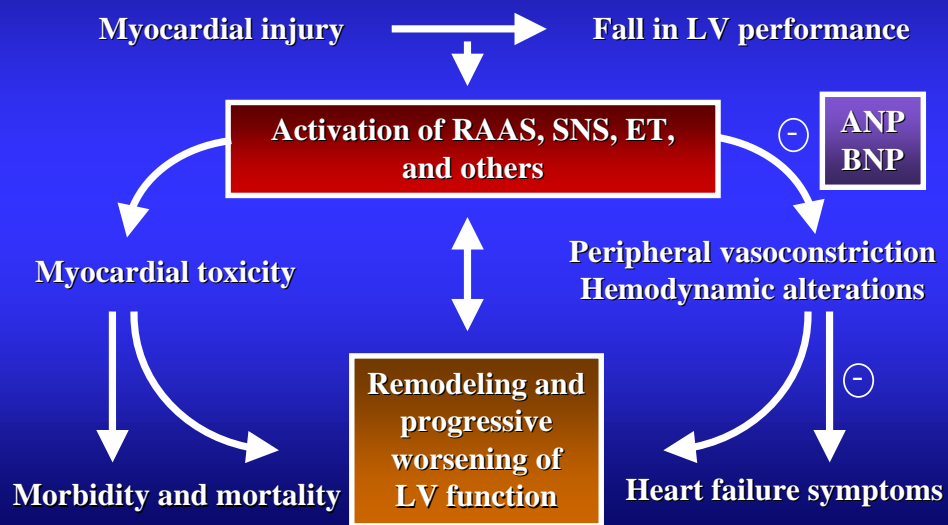 Myocardial injury
Fall in LV performance
Activation of RAAS, SNS, ET,
and others
-
ANP
BNP
Myocardial toxicity
Peripheral vasoconstriction
Hemodynamic alterations
-
Remodeling and
progressive
worsening of
LV function
Morbidity and mortality
Heart failure symptoms